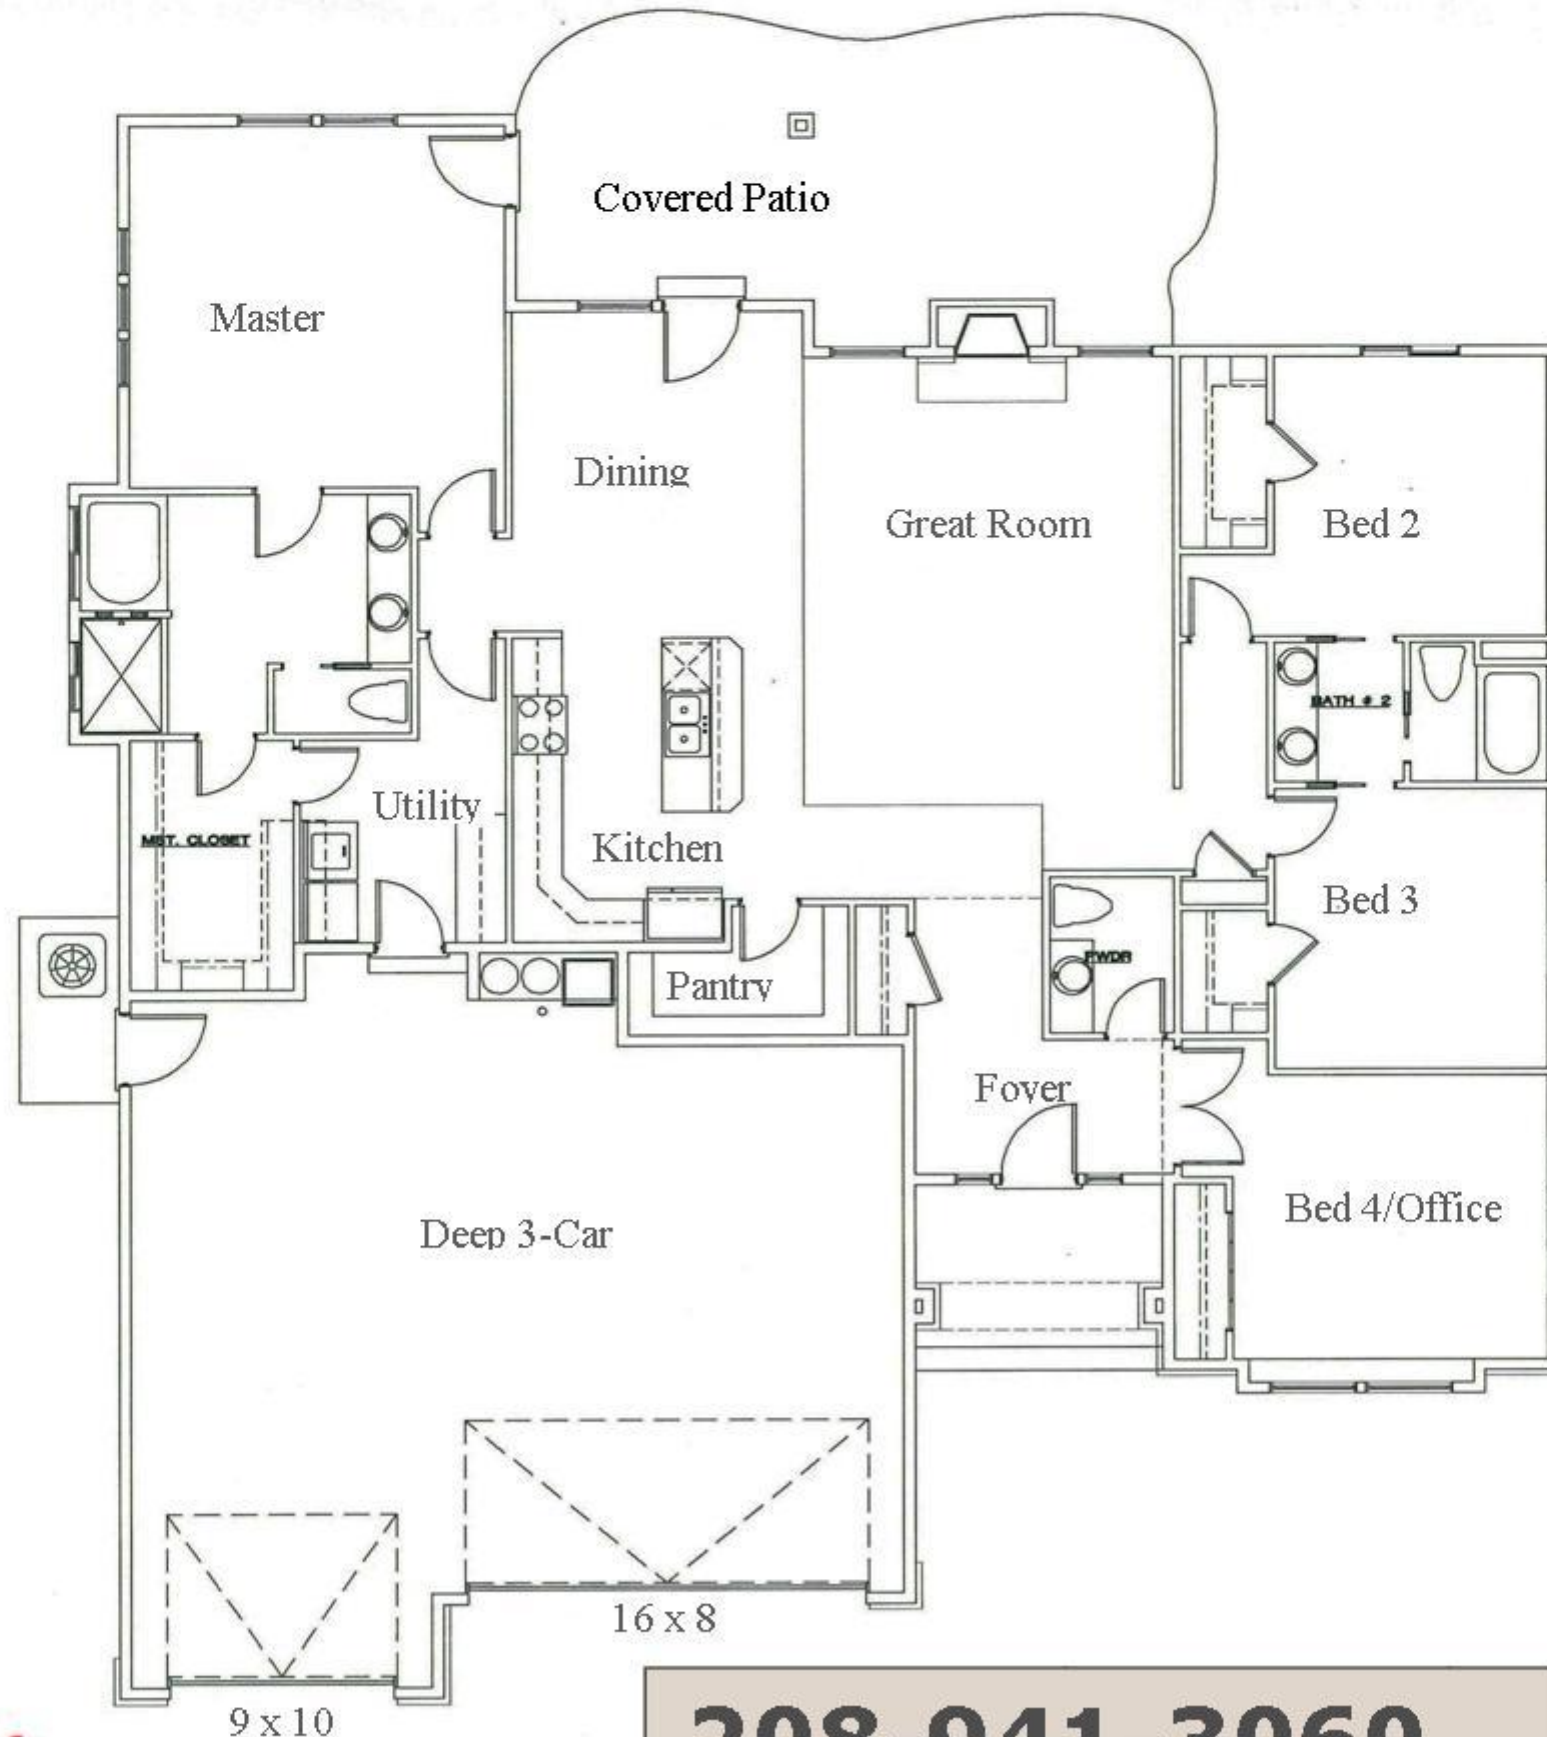 Covered Patio
Master
Dining
Great Room
Bed 2
BATH # 2
Utility
MST. CLOSET
Kitchen
Bed 3
PWDR
Pantry
Foyer
Bed 4/Office
Deep 3-Car
16 x 8
9 x 10
208-941-3060